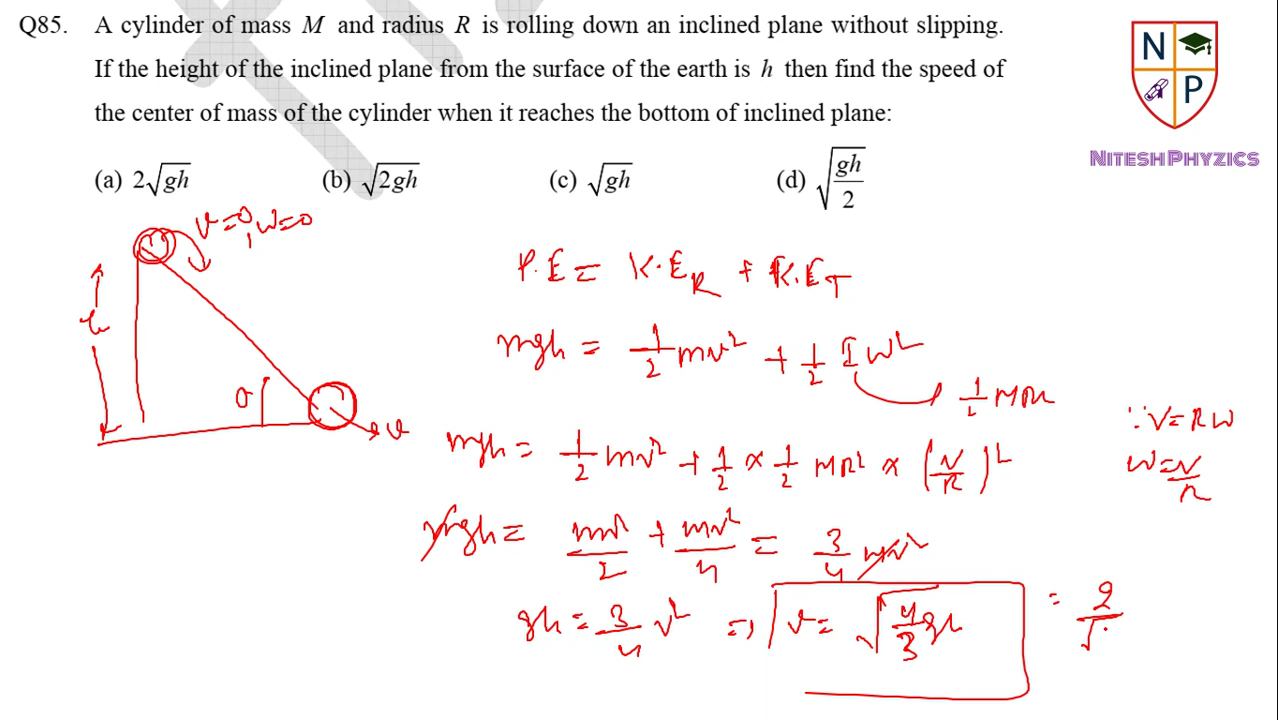 Q85. A cylinder of mass M and radius R is rolling down an inclined plane without slipping.
If the height of the inclined plane from the surface of the earth is h then find the speed of
the center of mass of the cylinder when it reaches the bottom of inclined plane:
(a) 2√gh (b) √2gh (c) √gh (d) √(gh/2)
N P
NITESH PHYZICS
v=0, w=0
h
θ
v
P.E = K.E_R + K.E_T
mgh = 1/2 mv² + 1/2 I w²
1/2 MR²
mgh = 1/2 mv² + 1/2 × 1/2 MR² × (v/R)²
∵ v = Rw
w = v/R
mgh = mv²/2 + mv²/4 = 3/4 mv²
gh = 3/4 v² ⇒ v = √(4/3 gh) = 2/√